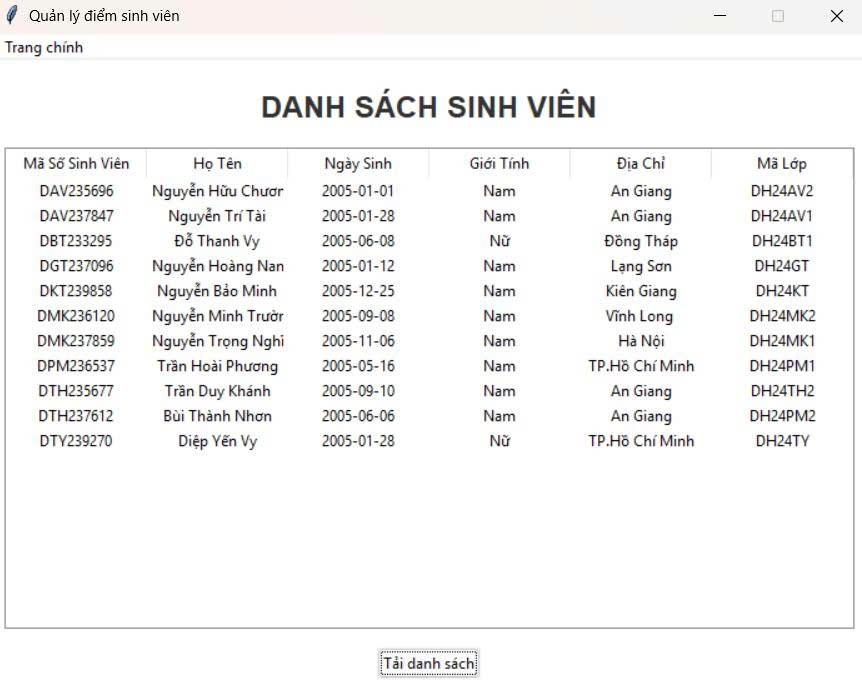 Quản lý điểm sinh viên
Trang chính
DANH SÁCH SINH VIÊN
Mã Số Sinh Viên Họ Tên Ngày Sinh Giới Tính Địa Chỉ Mã Lớp
DAV235696 Nguyễn Hữu 2005-01-01 Nam An Giang DH24AV2
DAV237847 Nguyễn Trí Tài 2005-01-28 Nam An Giang DH24AV1
DBT233295 Đỗ Thanh Vy 2005-06-08 Nữ Đồng Tháp DH24BT1
DGT237096 Nguyễn Hoàng Nan 2005-01-12 Nam Lạng Sơn DH24GT
DKT239858 Nguyễn Bảo Minh 2005-12-25 Nam Kiên Giang DH24KT
DMK236120 Nguyễn Minh 2005-09-08 Nam Vĩnh Long DH24MK2
DMK237859 Nguyễn Trọng 2005-11-06 Nam Hà Nội DH24MK1
DPM236537 Trần Hoài Phương 2005-05-16 Nam TP.Hồ Chí Minh DH24PM1
DTH235677 Trần Duy Khánh 2005-09-10 Nam An Giang DH24TH2
DTH237612 Bùi Thành Nhơn 2005-06-06 Nam An Giang DH24PM2
DTY239270 Diệp Yến Vy 2005-01-28 Nữ TP.Hồ Chí Minh DH24TY
Tải danh sách